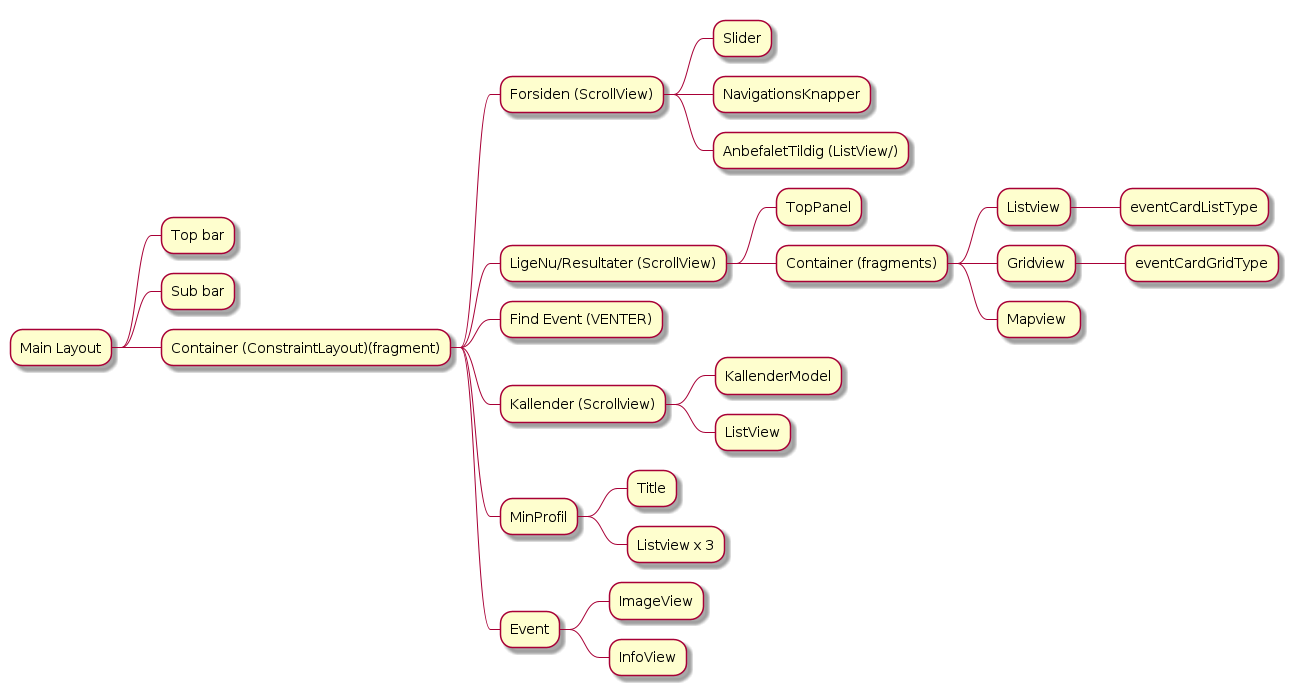 Main Layout
Top bar
Sub bar
Container (ConstraintLayout)(fragment)
Forsiden (ScrollView)
Slider
NavigationsKnapper
AnbefaletTildig (ListView/)
LigeNu/Resultater (ScrollView)
TopPanel
Container (fragments)
Listview
eventCardListType
Gridview
eventCardGridType
Mapview
Find Event (VENTER)
Kallender (Scrollview)
KallenderModel
ListView
MinProfil
Title
Listview x 3
Event
ImageView
InfoView